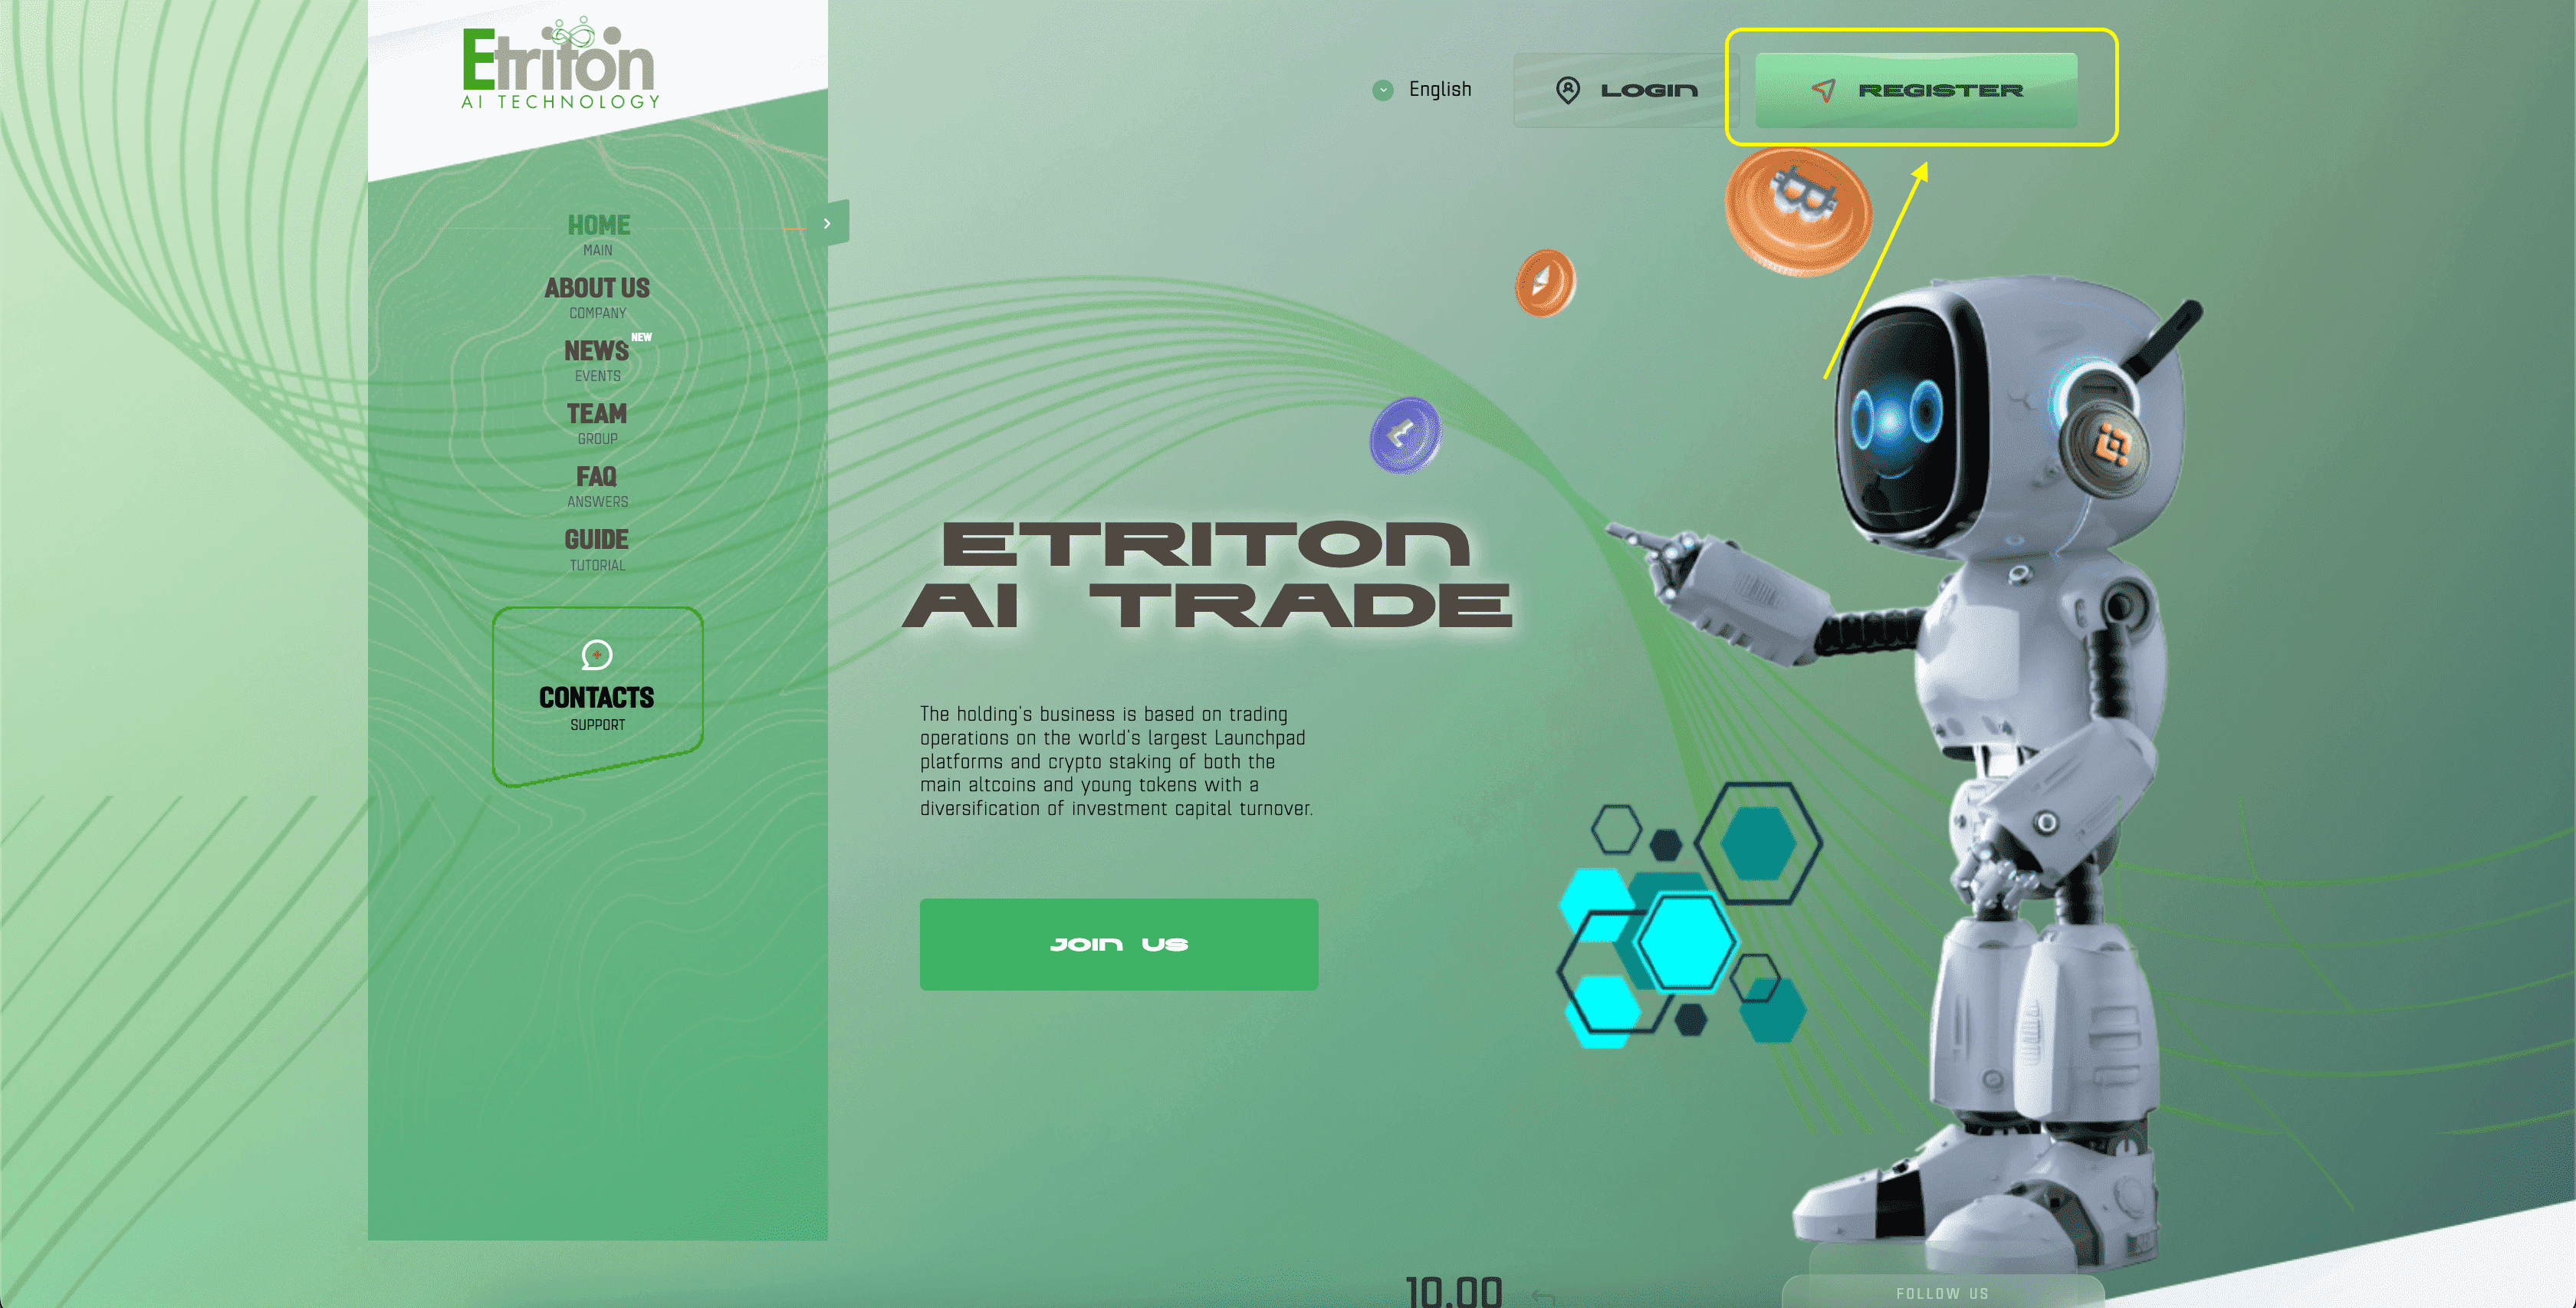 Etriton
AI TECHNOLOGY
English
LOGIN
REGISTER
HOME
MAIN
ABOUT US
COMPANY
NEWS NEW
EVENTS
TEAM
GROUP
FAQ
ANSWERS
GUIDE
TUTORIAL
CONTACTS
SUPPORT
ETRITON
AI TRADE
The holding's business is based on trading
operations on the world's largest Launchpad
platforms and crypto staking of both the
main altcoins and young tokens with a
diversification of investment capital turnover.
JOIN US
10.00
FOLLOW US